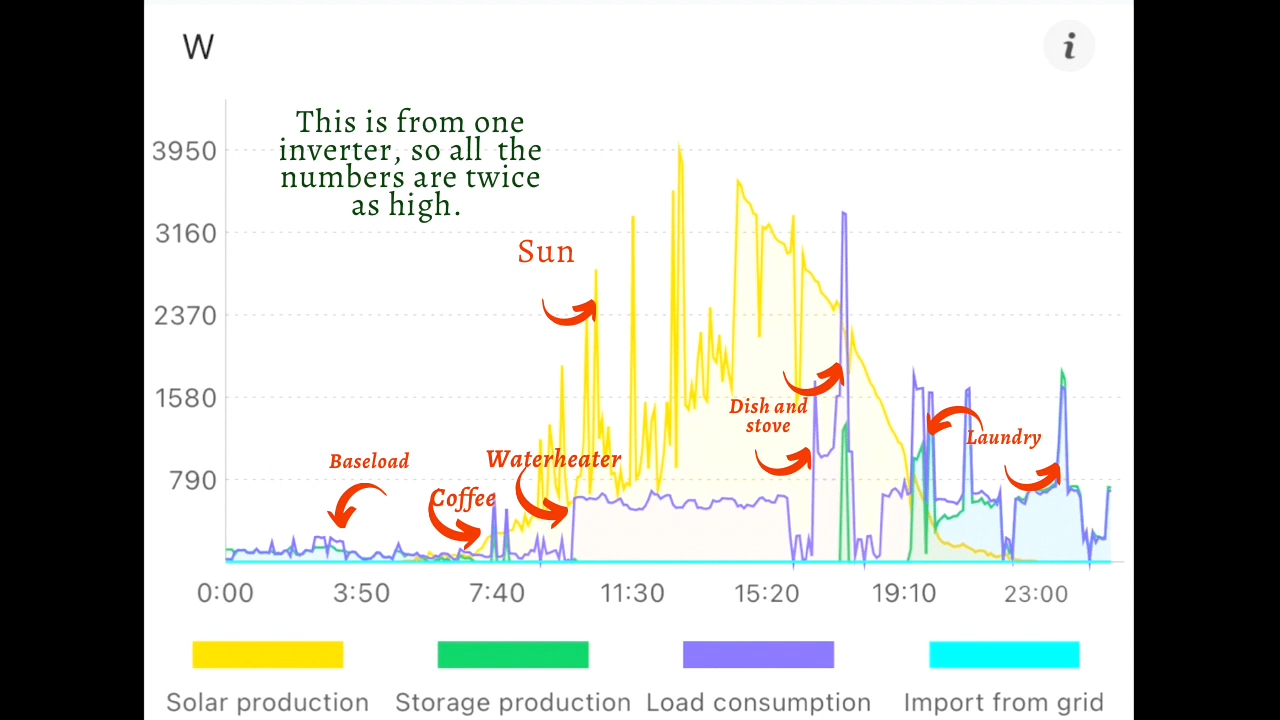 W
i
This is from one
inverter, so all the
numbers are twice
as high.
3950
3160
Sun
2370
1580
Dish and
stove
Laundry
Baseload
Waterheater
790
Coffee
0:00 3:50 7:40 11:30 15:20 19:10 23:00
Solar production Storage production Load consumption Import from grid